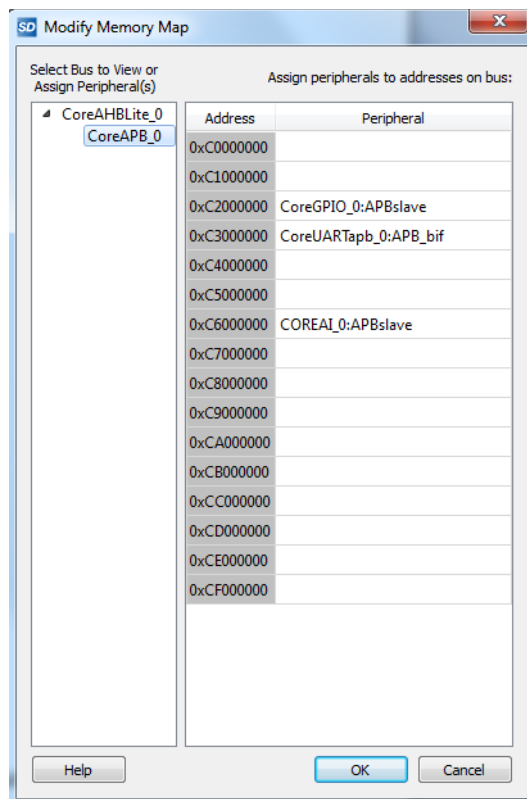 SD Modify Memory Map
Select Bus to View or
Assign Peripheral(s)
Assign peripherals to addresses on bus:
CoreAHBLite_0
CoreAPB_0
Address Peripheral
0xC0000000
0xC1000000
0xC2000000 CoreGPIO_0:APBslave
0xC3000000 CoreUARTapb_0:APB_bif
0xC4000000
0xC5000000
0xC6000000 COREAI_0:APBslave
0xC7000000
0xC8000000
0xC9000000
0xCA000000
0xCB000000
0xCC000000
0xCD000000
0xCE000000
0xCF000000
Help OK Cancel